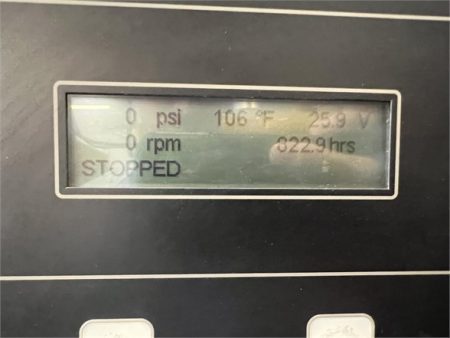 0 psi 106 °F 25.9 V
0 rpm 822.9 hrs
STOPPED